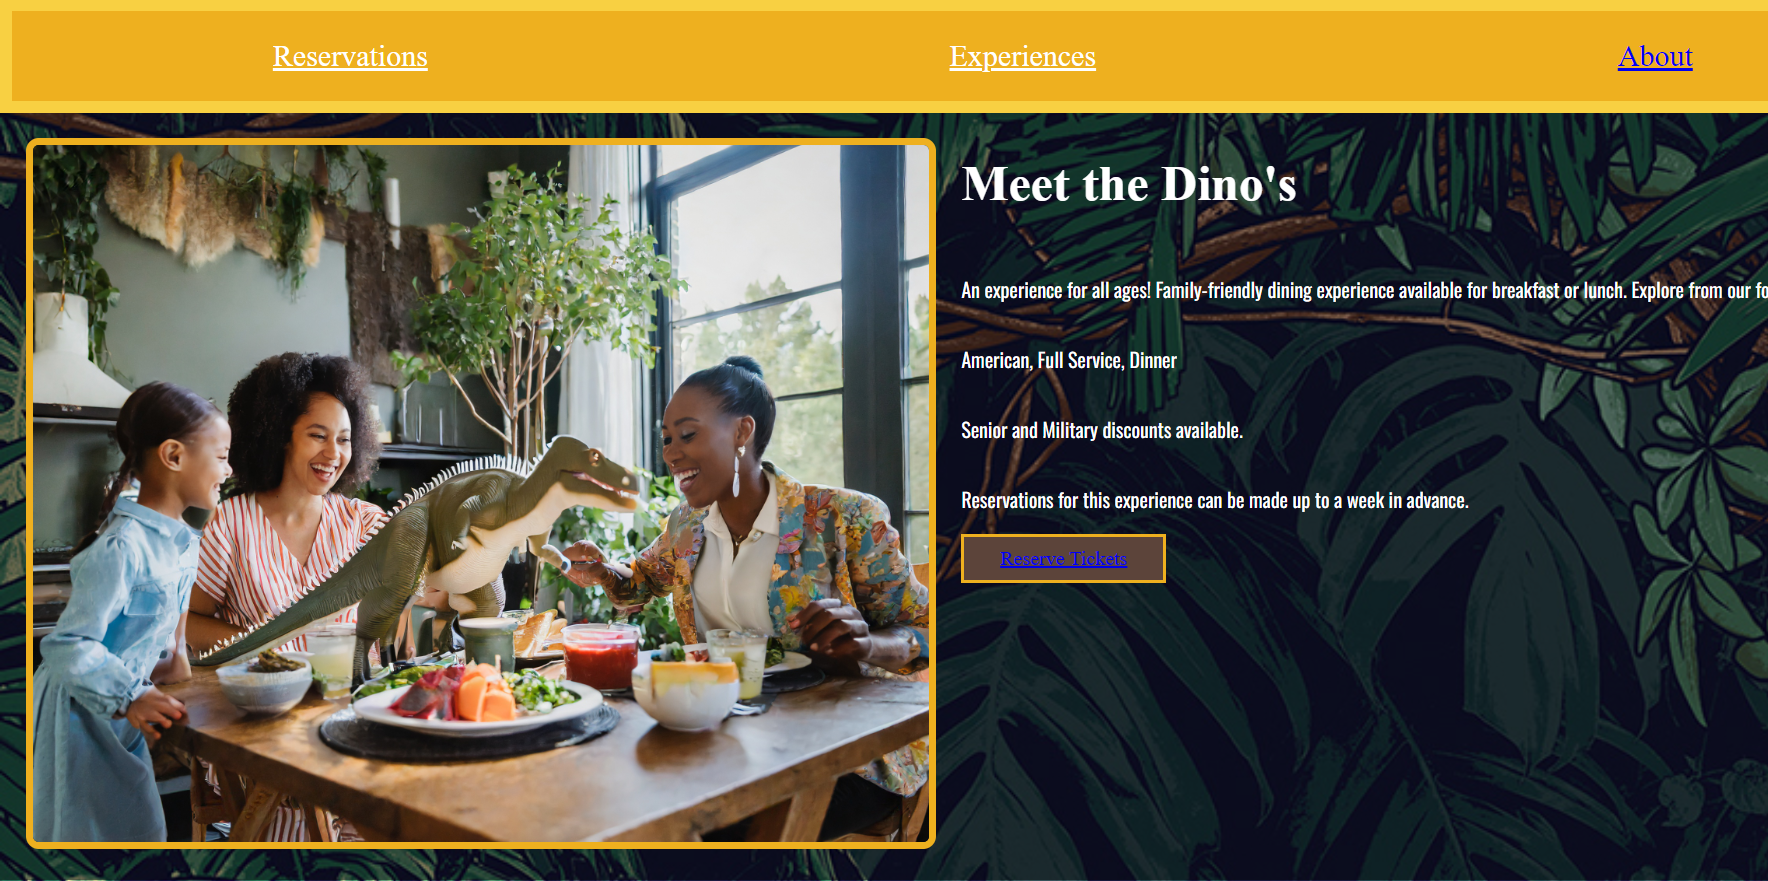 Reservations
Experiences
About
Meet the Dino's
An experience for all ages! Family-friendly dining experience available for breakfast or lunch. Explore from our
American, Full Service, Dinner
Senior and Military discounts available.
Reservations for this experience can be made up to a week in advance.
Reserve Tickets